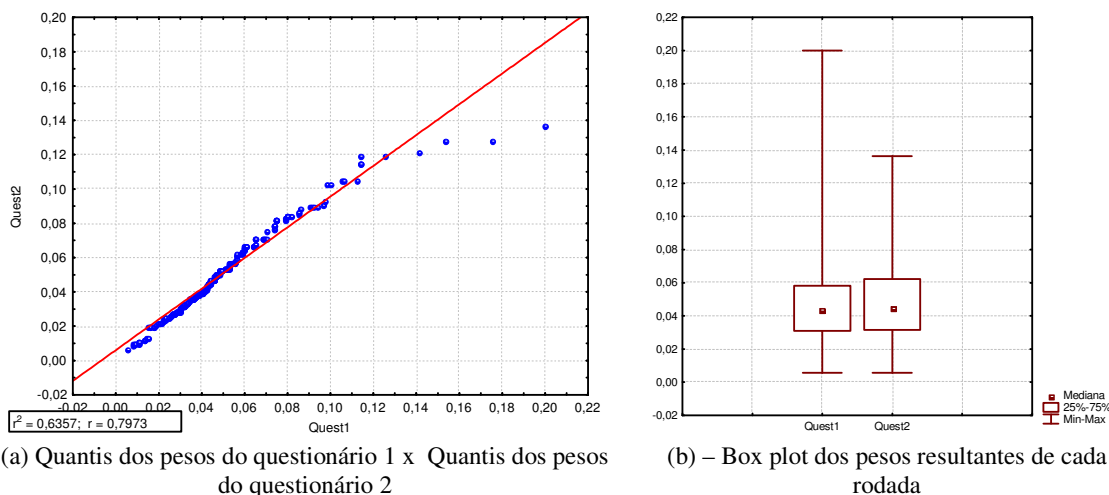 0,20
0,18
0,16
0,14
0,12
0,10
0,08
0,06
0,04
0,02
0,00
-0,02
Quest2
-0,02 0,00 0,02 0,04 0,06 0,08 0,10 0,12 0,14 0,16 0,18 0,20 0,22
Quest1
r² = 0,6357; r = 0,7973
0,22
0,20
0,18
0,16
0,14
0,12
0,10
0,08
0,06
0,04
0,02
0,00
-0,02
Quest1 Quest2
Mediana
25%-75%
Min-Max
(a) Quantis dos pesos do questionário 1 x Quantis dos pesos
do questionário 2
(b) – Box plot dos pesos resultantes de cada
rodada